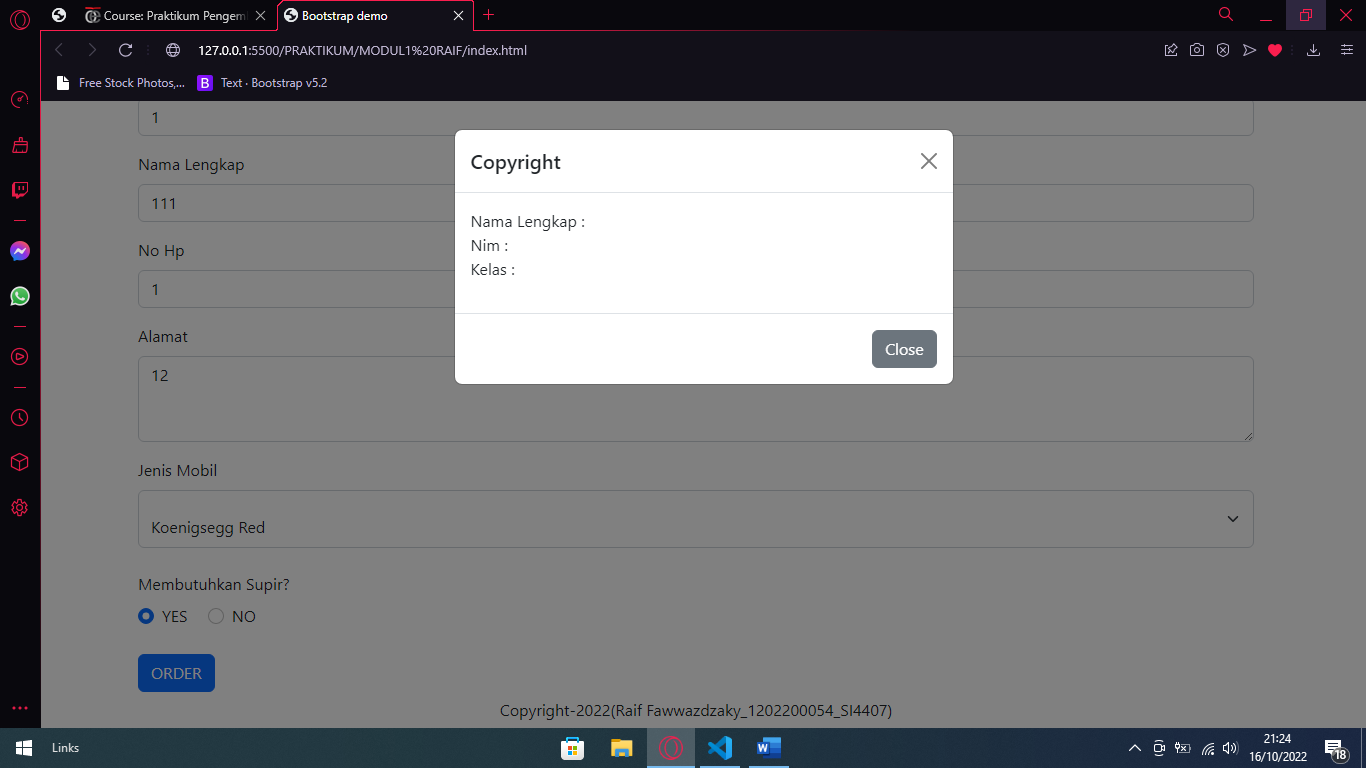 Course: Praktikum Pengem
Bootstrap demo
127.0.0.1:5500/PRAKTIKUM/MODUL1%20RAIF/index.html
Free Stock Photos,...
B Text · Bootstrap v5.2
1
Nama Lengkap
111
No Hp
1
Alamat
12
Jenis Mobil
Koenigsegg Red
Membutuhkan Supir?
YES NO
ORDER
Copyright-2022(Raif Fawwazdzaky_1202200054_SI4407)
Copyright
Nama Lengkap :
Nim :
Kelas :
Close
Links
W
21:24
16/10/2022
18